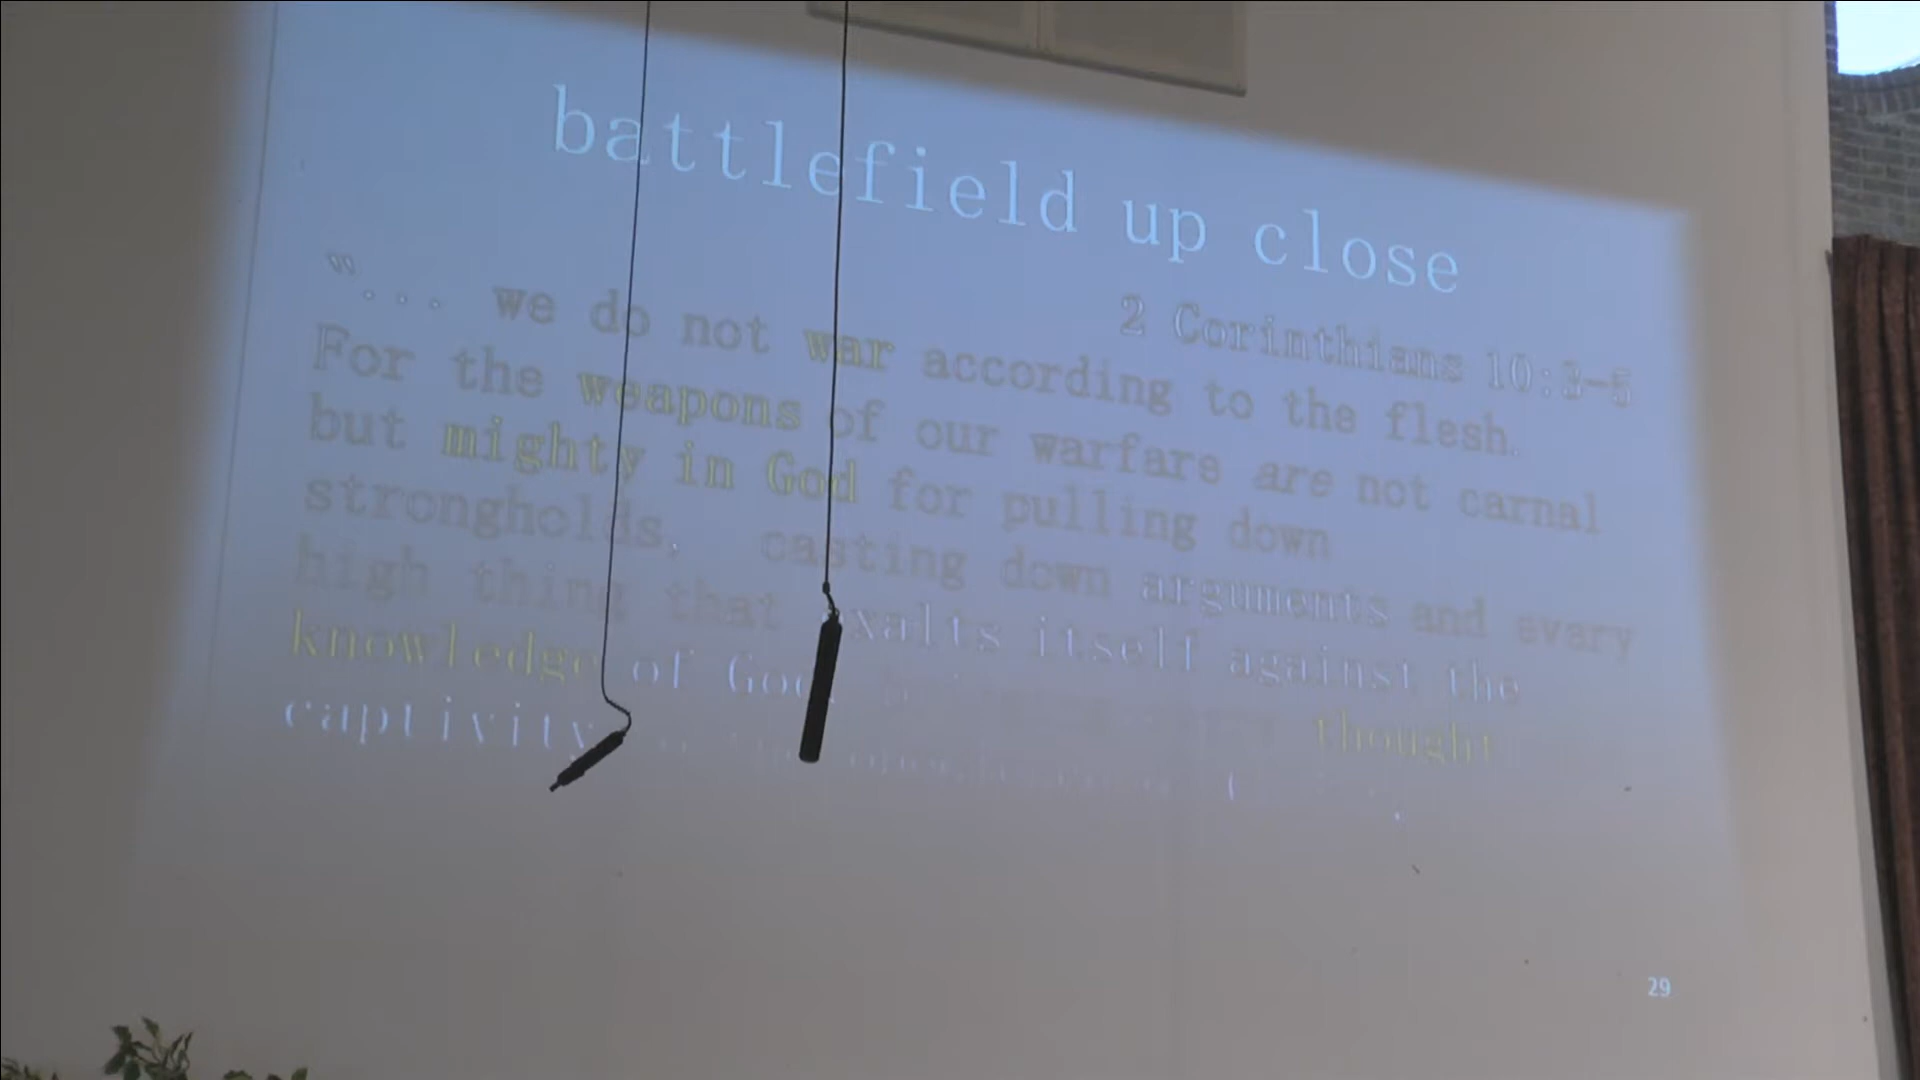 battlefield up close
2 Corinthians 10:3-5
"... we do not war according to the flesh.
For the weapons of our warfare are not carnal
but mighty in God for pulling down
strongholds, casting down arguments and every
high thing that exalts itself against the
knowledge of God, thought
captivity
29